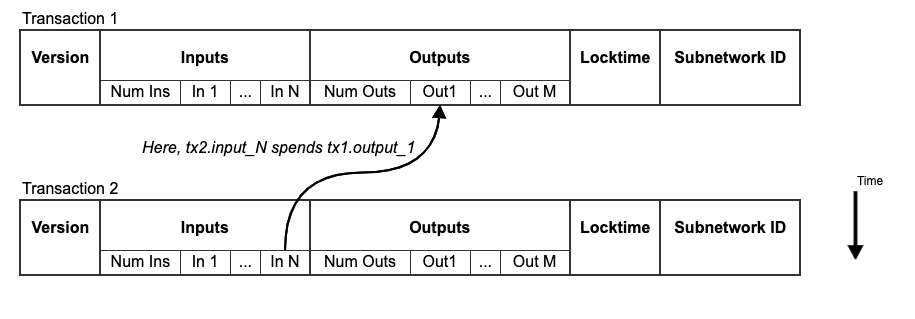 Transaction 1
Version Inputs Outputs Locktime Subnetwork ID
Num Ins In 1 ... In N Num Outs Out1 ... Out M
Here, tx2.input_N spends tx1.output_1
Transaction 2
Time
Version Inputs Outputs Locktime Subnetwork ID
Num Ins In 1 ... In N Num Outs Out1 ... Out M